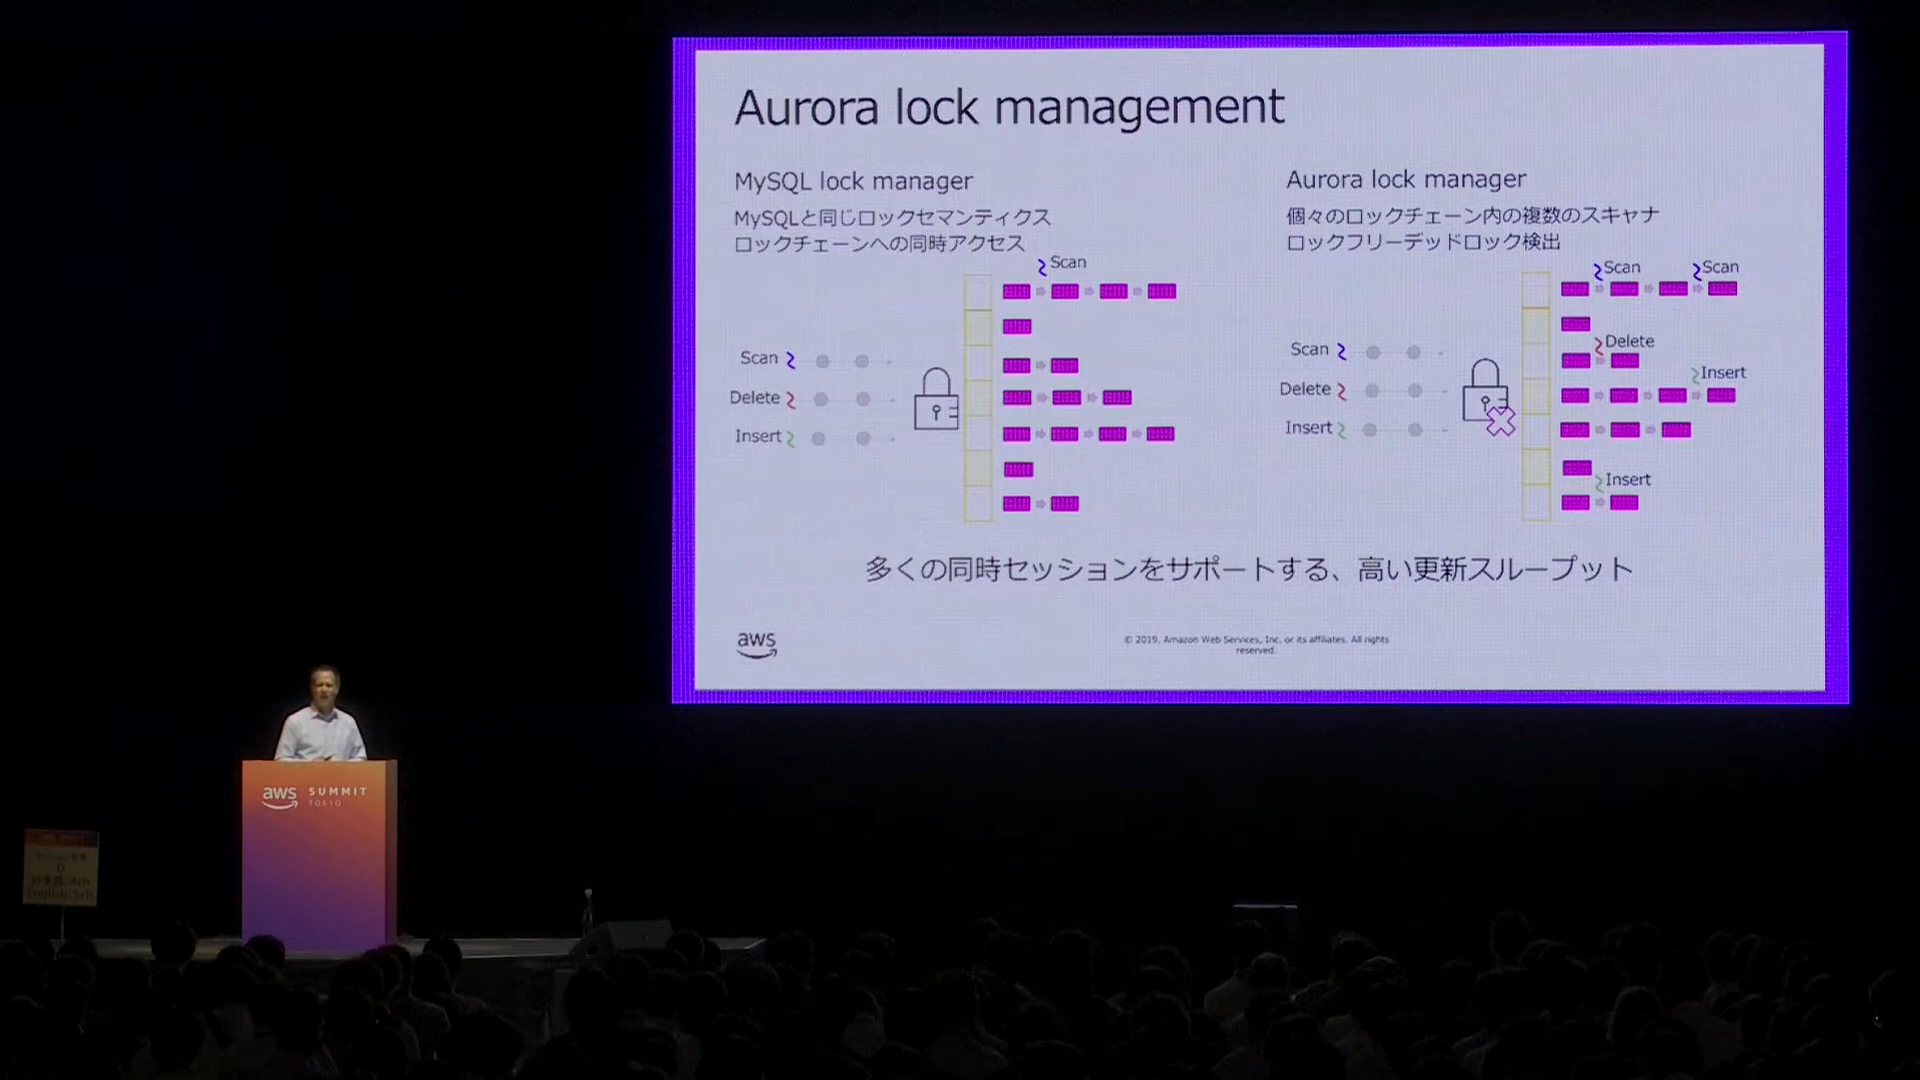 Aurora lock management
MySQL lock manager
MySQLと同じロックセマンティクス
ロックチェーンへの同時アクセス
Scan
Scan
Delete
Insert
Aurora lock manager
個々のロックチェーン内の複数のスキャナ
ロックフリーデッドロック検出
Scan
Scan
Delete
Insert
Insert
Scan
Delete
Insert
多くの同時セッションをサポートする、高い更新スループット
aws
© 2019, Amazon Web Services, Inc. or its affiliates. All rights
reserved.
aws SUMMIT
TOKYO
D